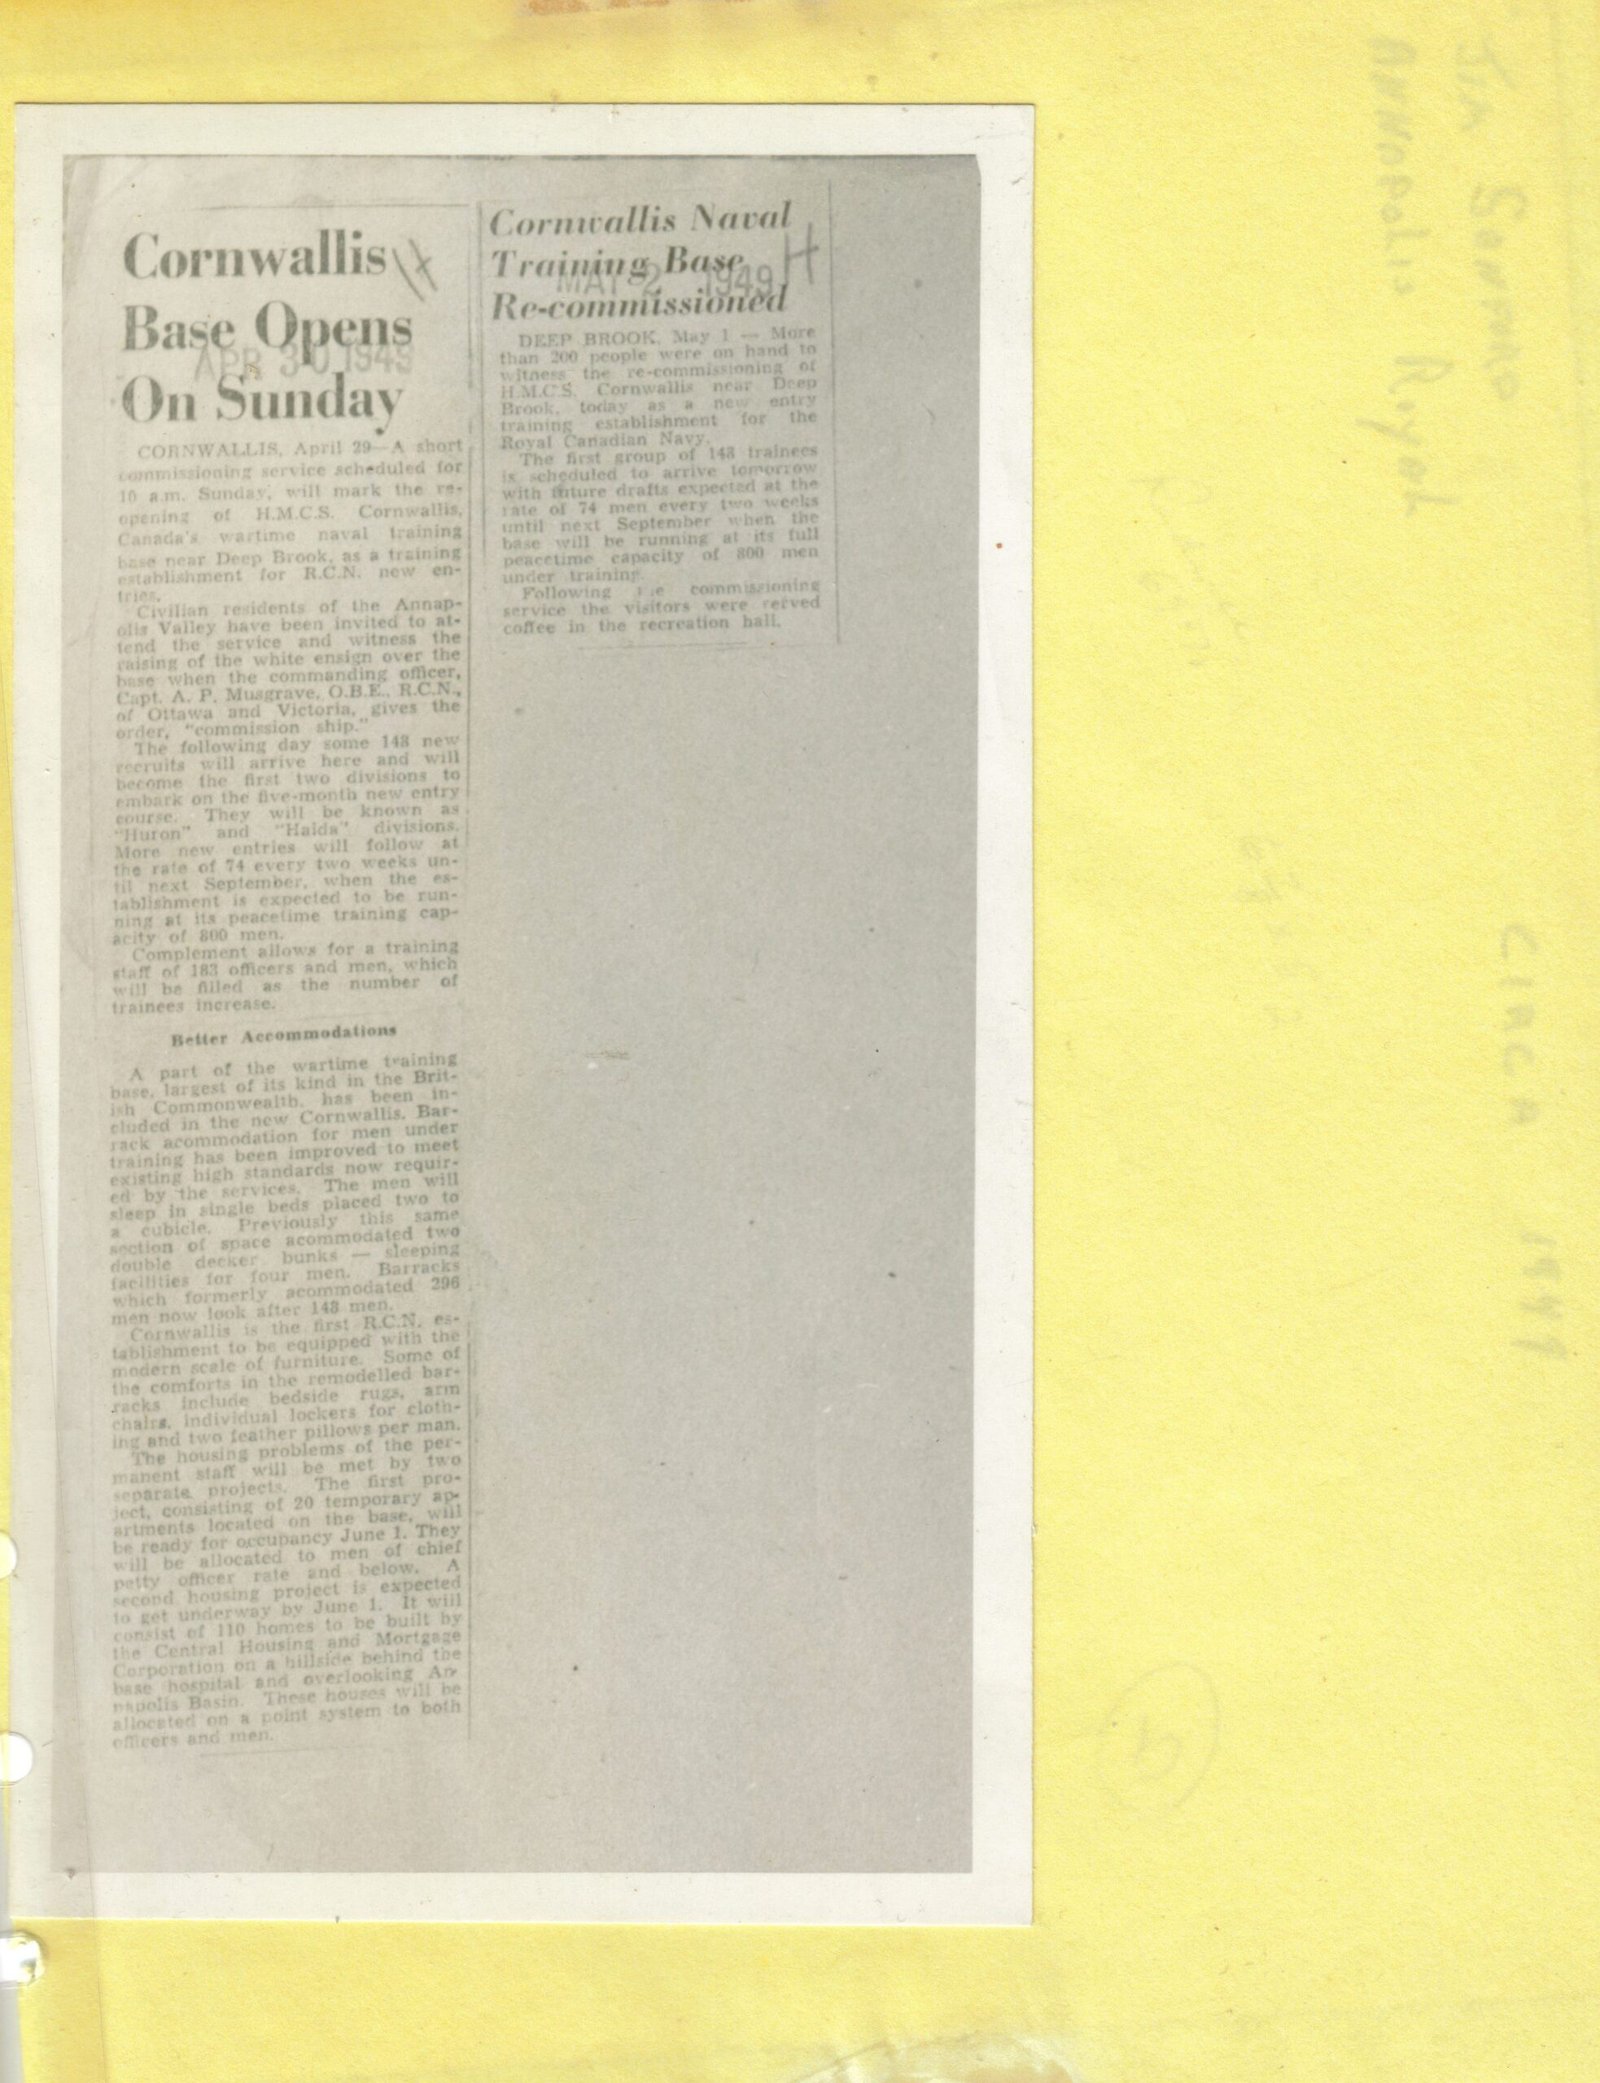 Cornwallis
Base Opens
APR 30 1949
On Sunday
CORNWALLIS, April 29—A short
commissioning service scheduled for
10 a.m. Sunday, will mark the re-
opening of H.M.C.S. Cornwallis,
Canada's wartime naval training
base near Deep Brook, as a training
establishment for R.C.N. new en-
tries.
Civilian residents of the Annap-
olis Valley have been invited to at-
tend the service and witness the
raising of the white ensign over the
base when the commanding officer,
Capt. A. P. Musgrave, O.B.E., R.C.N.,
of Ottawa and Victoria, gives the
order, "commission ship."
The following day some 148 new
recruits will arrive here and will
become the first two divisions to
embark on the five-month new entry
course. They will be known as
"Huron" and "Haida" divisions.
More new entries will follow at
the rate of 74 every two weeks un-
til next September, when the es-
tablishment is expected to be run-
ning at its peacetime training cap-
acity of 800 men.
Complement allows for a training
staff of 183 officers and men, which
will be filled as the number of
trainees increase.
Better Accommodations
A part of the wartime training
base, largest of its kind in the Brit-
ish Commonwealth, has been in-
cluded in the new Cornwallis. Bar-
rack acommodation for men under
training has been improved to meet
existing high standards now requir-
ed by the services. The men will
sleep in single beds placed two to
a cubicle. Previously this same
section of space acommodated two
double decker bunks — sleeping
facilities for four men. Barracks
which formerly acommodated 296
men now look after 148 men.
Cornwallis is the first R.C.N. es-
tablishment to be equipped with the
modern scale of furniture. Some of
the comforts in the remodelled bar-
racks include bedside rugs, arm
chairs, individual lockers for cloth-
ing and two feather pillows per man.
The housing problems of the per-
manent staff will be met by two
separate projects. The first pro-
ject, consisting of 20 temporary ap-
artments located on the base, will
be ready for occupancy June 1. They
will be allocated to men of chief
petty officer rate and below. A
second housing project is expected
to get underway by June 1. It will
consist of 110 homes to be built by
the Central Housing and Mortgage
Corporation on a hillside behind the
base hospital and overlooking An-
napolis Basin. These houses will be
allocated on a point system to both
officers and men.
Cornwallis Naval
Training Base
MAY 2 1949 H
Re-commissioned
DEEP BROOK, May 1 — More
than 200 people were on hand to
witness the re-commissioning of
H.M.C.S. Cornwallis near Deep
Brook, today as a new entry
training establishment for the
Royal Canadian Navy.
The first group of 148 trainees
is scheduled to arrive tomorrow
with future drafts expected at the
rate of 74 men every two weeks
until next September when the
base will be running at its full
peacetime capacity of 800 men
under training.
Following the commissioning
service the visitors were served
coffee in the recreation hall.
Annapolis Royal
CIRCA 1949